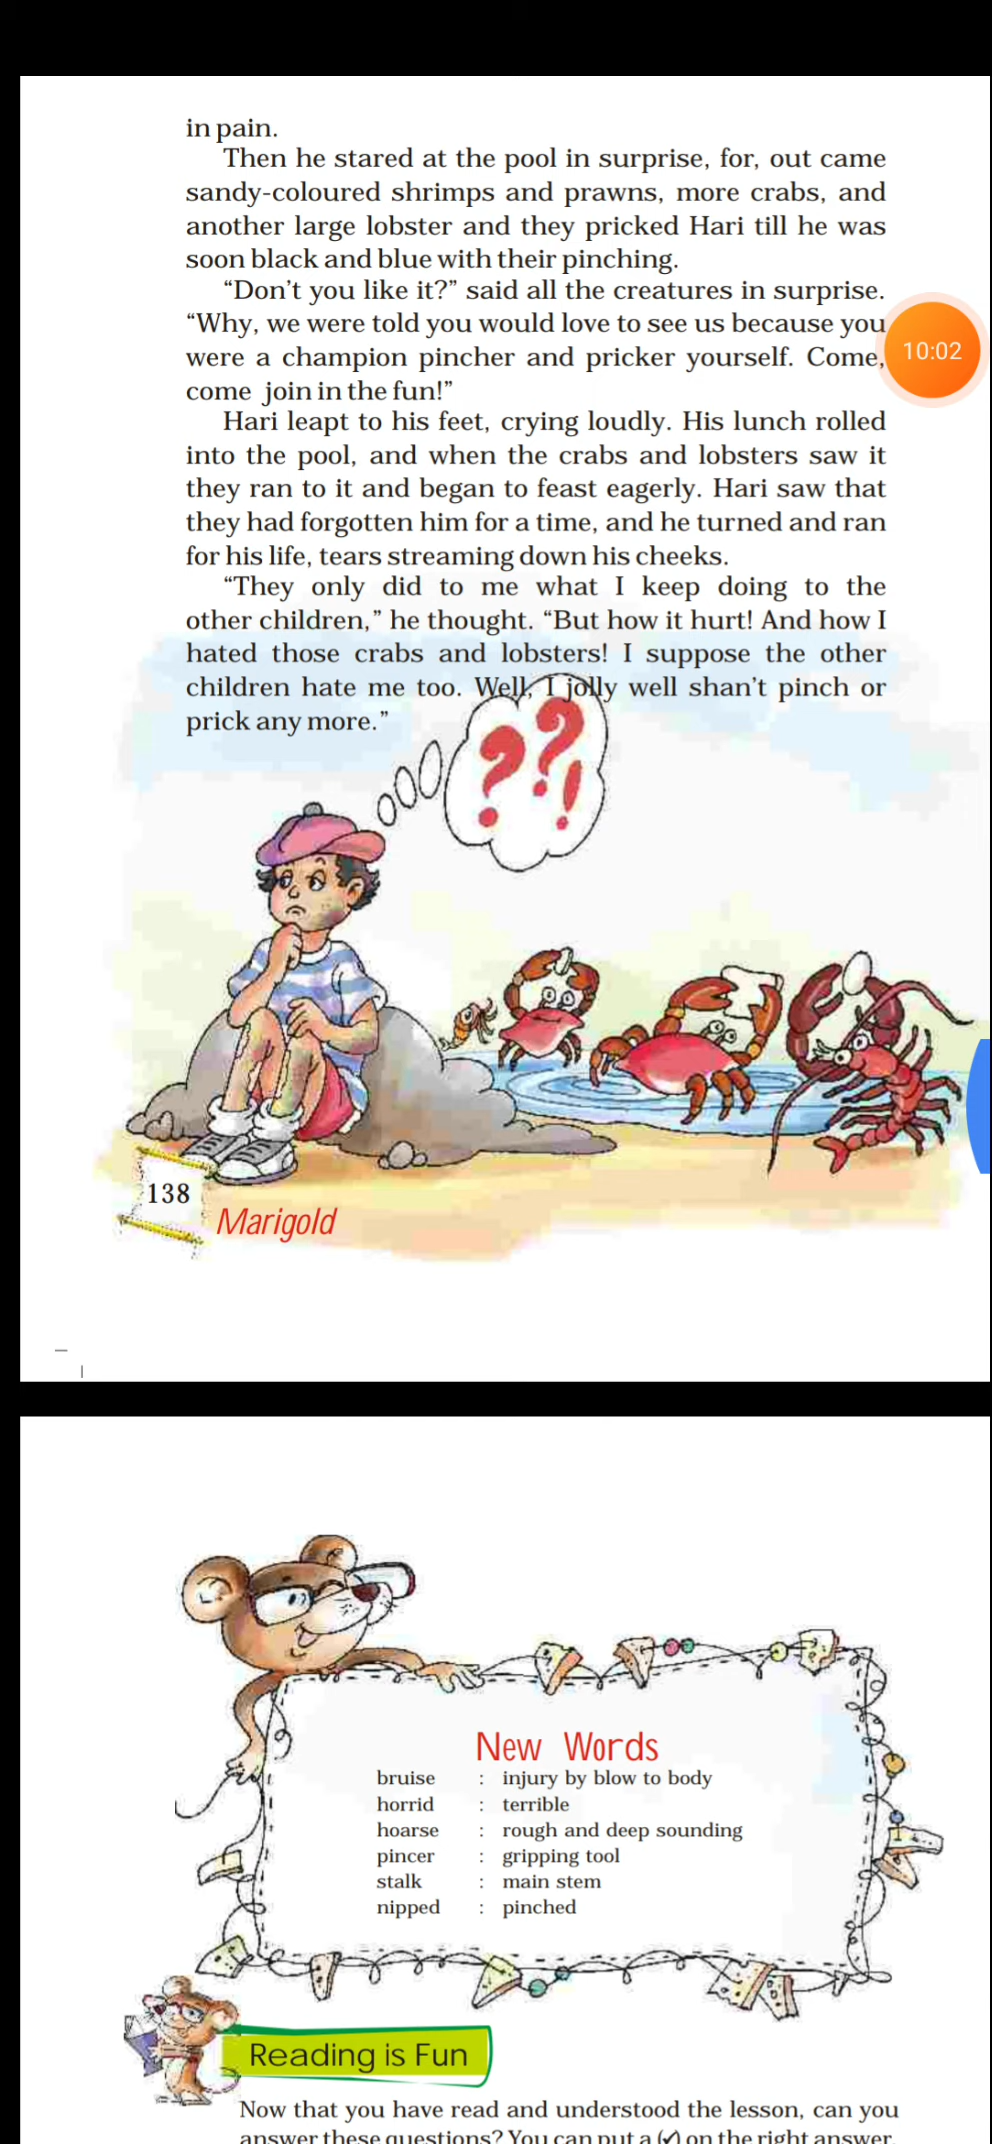 in pain.
Then he stared at the pool in surprise, for, out came
sandy-coloured shrimps and prawns, more crabs, and
another large lobster and they pricked Hari till he was
soon black and blue with their pinching.
“Don’t you like it?” said all the creatures in surprise.
“Why, we were told you would love to see us because you
were a champion pincher and pricker yourself. Come,
come join in the fun!”
Hari leapt to his feet, crying loudly. His lunch rolled
into the pool, and when the crabs and lobsters saw it
they ran to it and began to feast eagerly. Hari saw that
they had forgotten him for a time, and he turned and ran
for his life, tears streaming down his cheeks.
“They only did to me what I keep doing to the
other children,” he thought. “But how it hurt! And how I
hated those crabs and lobsters! I suppose the other
children hate me too. Well, I jolly well shan’t pinch or
prick any more.”
10:02
??!
138
Marigold
New Words
bruise : injury by blow to body
horrid : terrible
hoarse : rough and deep sounding
pincer : gripping tool
stalk : main stem
nipped : pinched
Reading is Fun
Now that you have read and understood the lesson, can you
answer these questions? You can put a (✓) on the right answer.